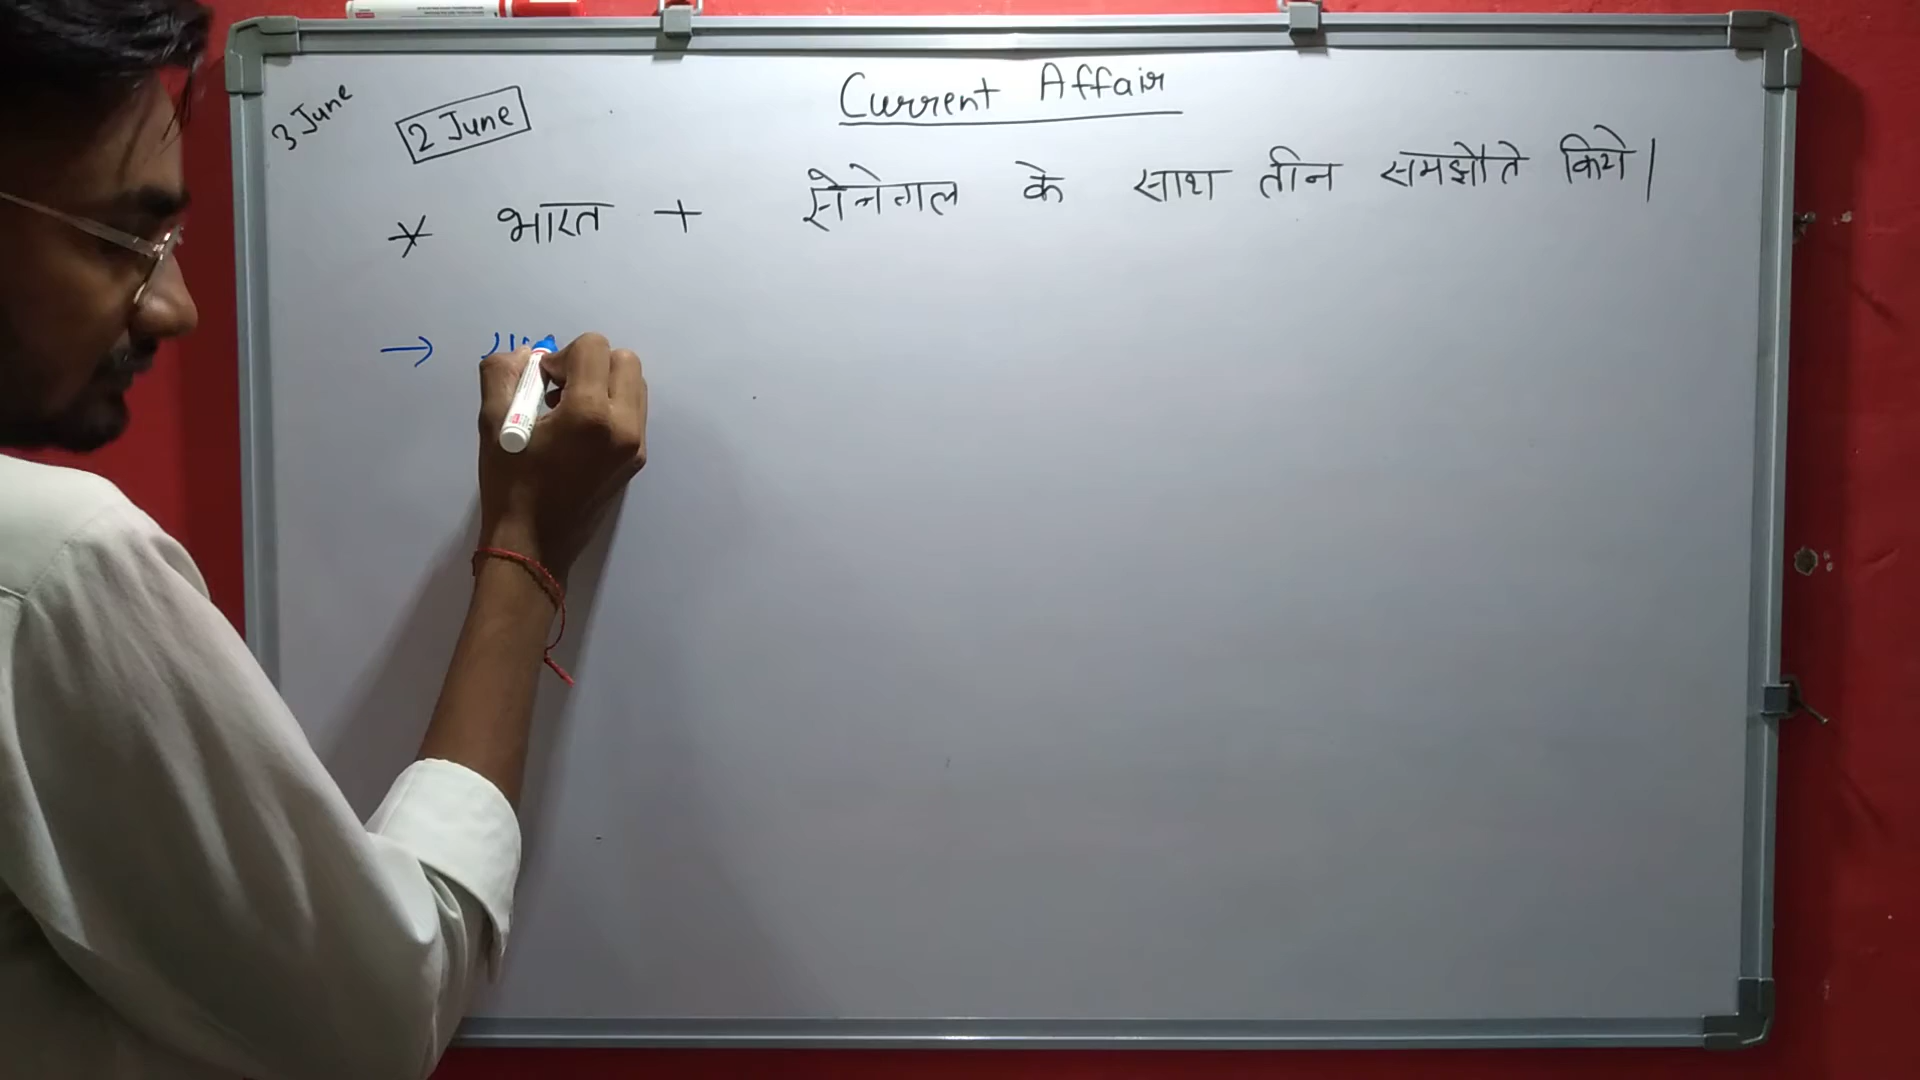 Current Affair
3 June
2 June
* भारत + सेनेगल के साथ तीन समझौते किये।
→